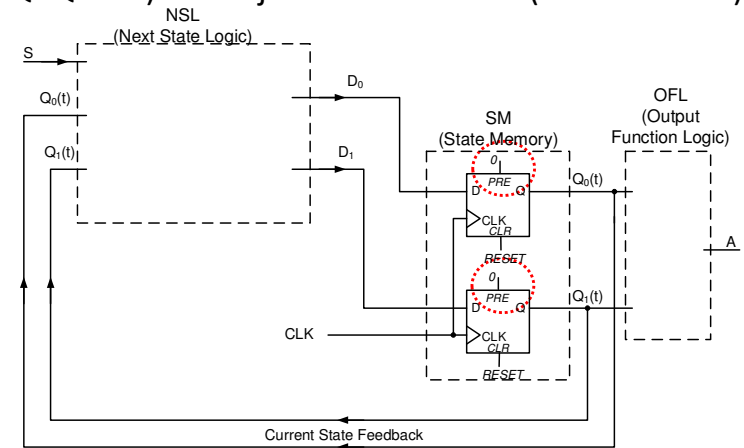 NSL
(Next State Logic)
S
Q₀(t)
Q₁(t)
D₀
D₁
SM
(State Memory)
0
PRE
D Q
CLK
CLR
RESET
0
PRE
D Q
CLK
CLR
RESET
CLK
Q₀(t)
Q₁(t)
OFL
(Output
Function Logic)
A
Current State Feedback